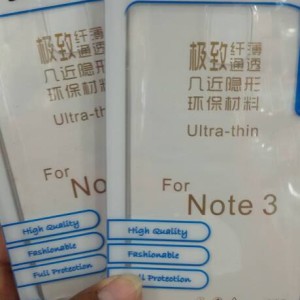 极致纤薄通透
几近隐形
环保材料
Ultra-thin
For
No
High Quality
Fashionable
Full Protection
极致纤薄通透
几近隐形
环保材料
Ultra-thin
For
Note 3
High Quality
Fashionable
Full Protection